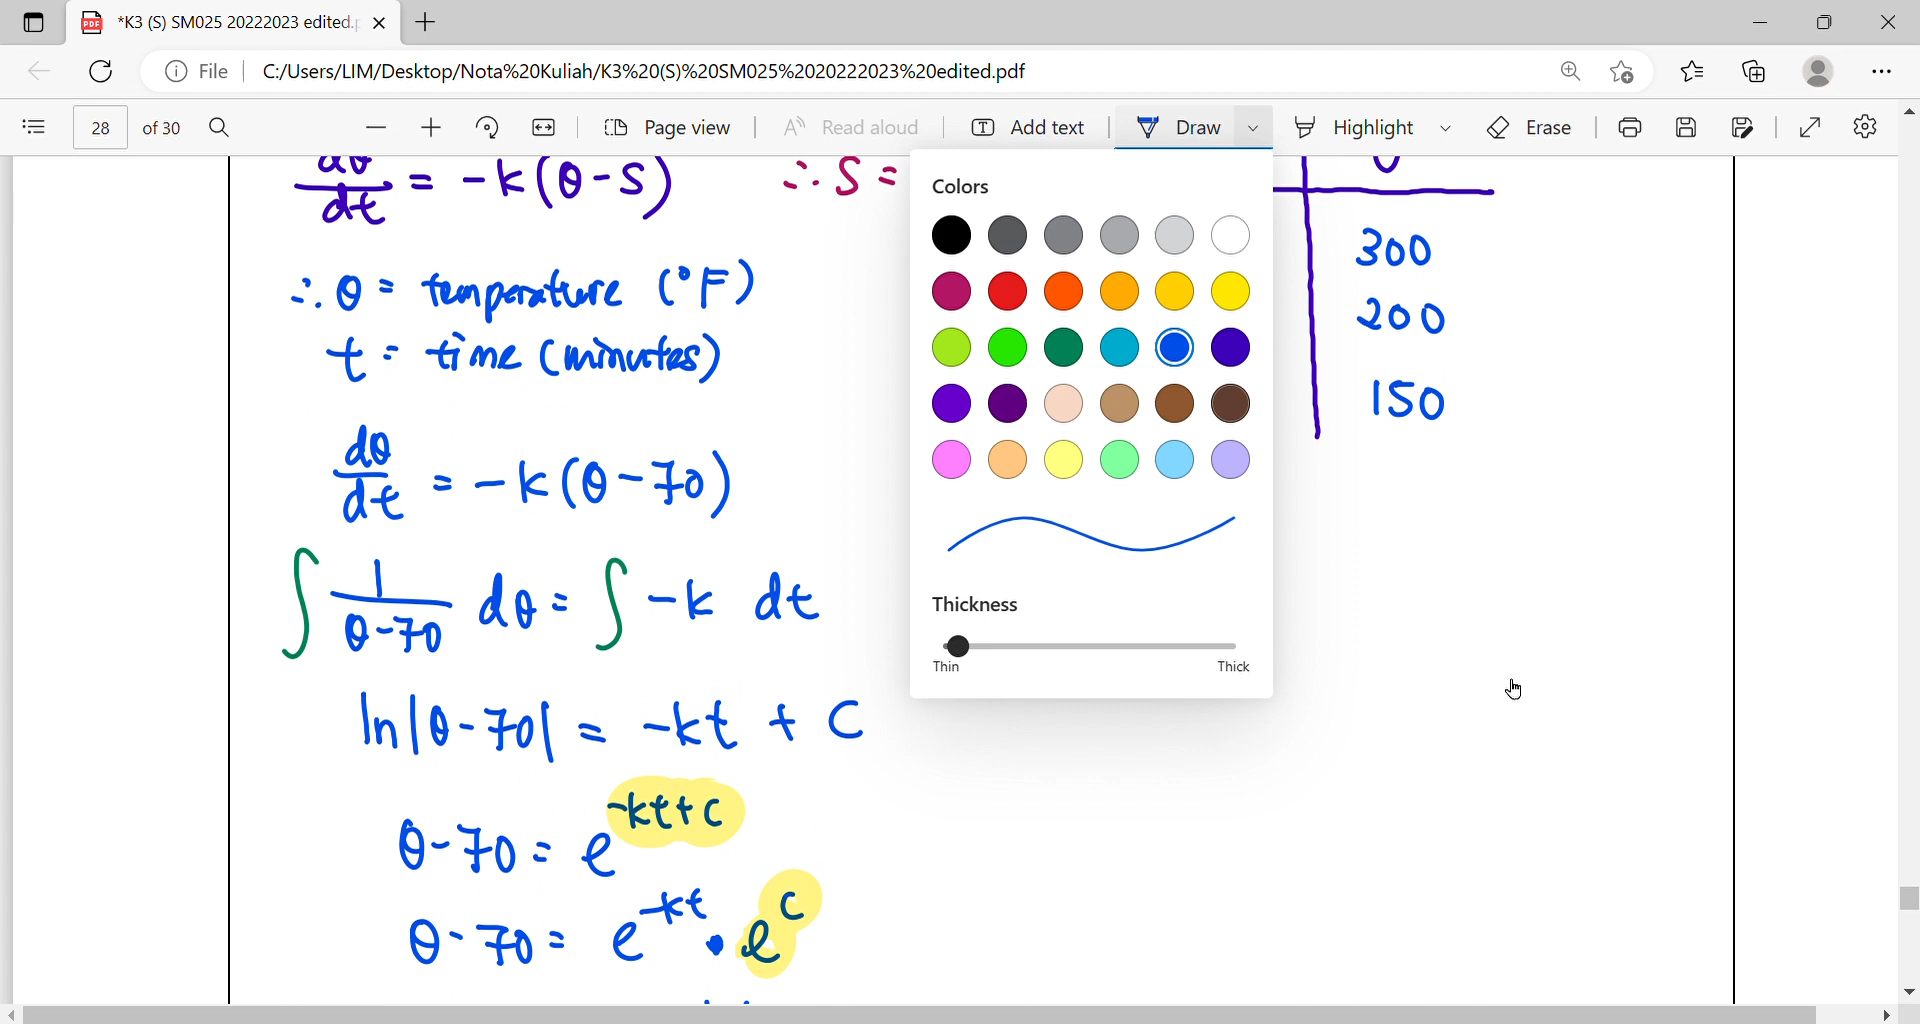 *K3 (S) SM025 20222023 edited.
File
C:/Users/LIM/Desktop/Nota%20Kuliah/K3%20(S)%20SM025%2020222023%20edited.pdf
28 of 30
Page view
Read aloud
Add text
Draw
Highlight
Erase
dθ/dt = -k(θ-S)
∴ S =
∴ θ = temperature (°F)
t = time (minutes)
dθ/dt = -k(θ-70)
∫ 1/(θ-70) dθ = ∫ -k dt
ln|θ-70| = -kt + C
θ-70 = e^(-kt+c)
θ-70 = e^(-kt) • e^c
Colors
Thickness
Thin
Thick
300
200
150